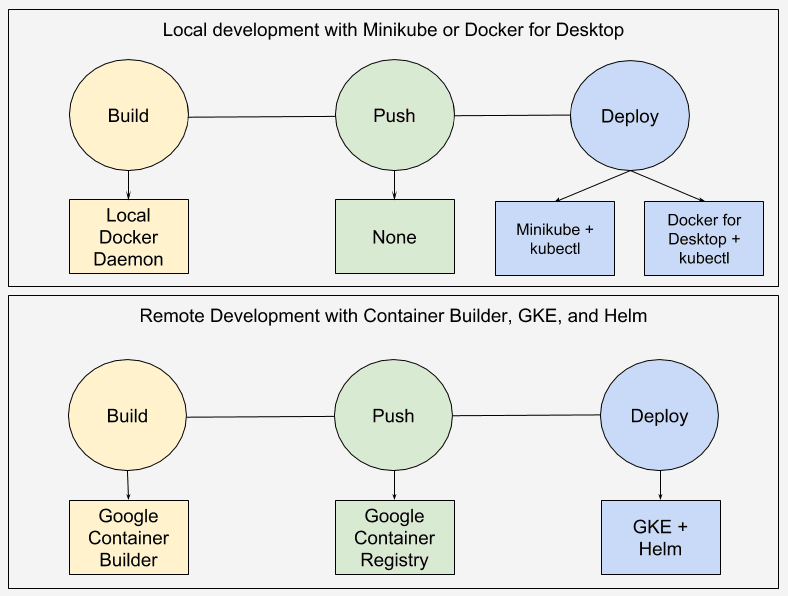 Local development with Minikube or Docker for Desktop
Build
Push
Deploy
Local
Docker
Daemon
None
Minikube +
kubectl
Docker for
Desktop +
kubectl
Remote Development with Container Builder, GKE, and Helm
Build
Push
Deploy
Google
Container
Builder
Google
Container
Registry
GKE +
Helm